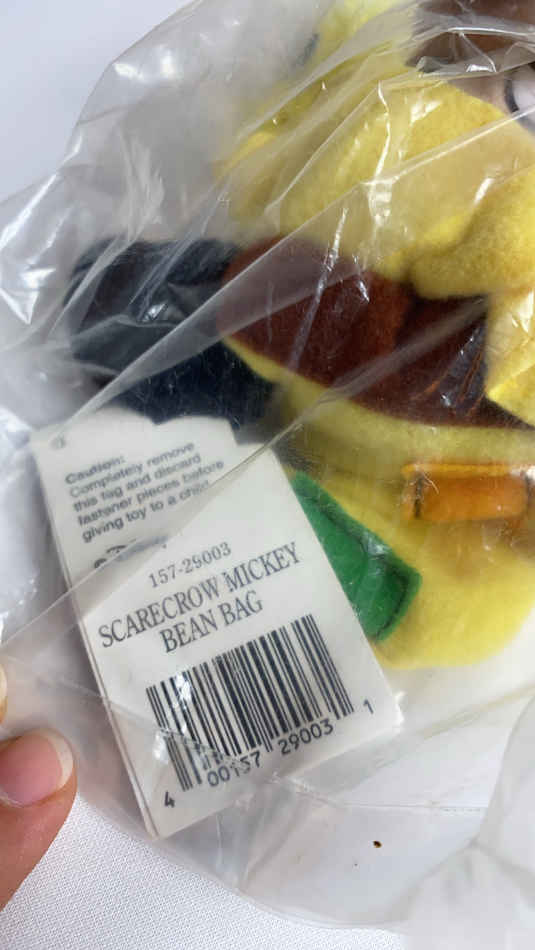 Caution:
Completely remove
this tag and discard
fastener pieces before
giving toy to a child.
157-29003
SCARECROW MICKEY
BEAN BAG
4 00157 29003 1